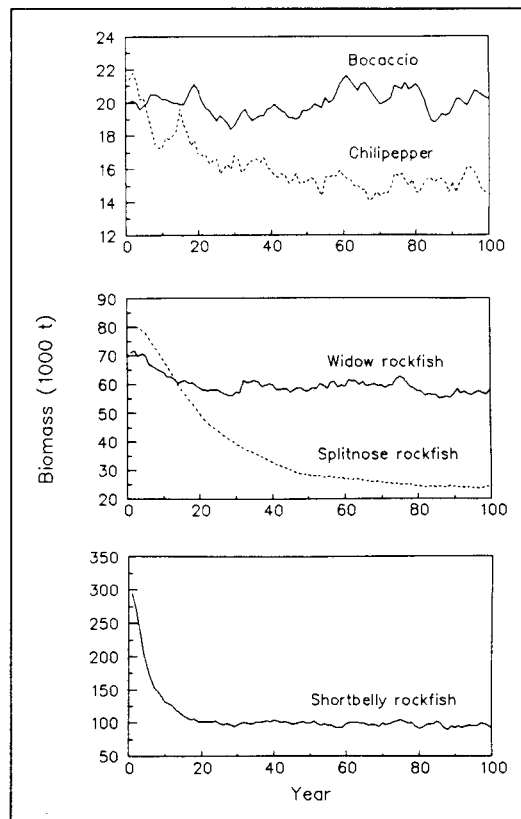 24
22
20
18
16
14
12
Bocaccio
Chilipepper
0 20 40 60 80 100
Biomass (1000 t)
90
80
70
60
50
40
30
20
Widow rockfish
Splitnose rockfish
0 20 40 60 80 100
350
300
250
200
150
100
50
Shortbelly rockfish
0 20 40 60 80 100
Year